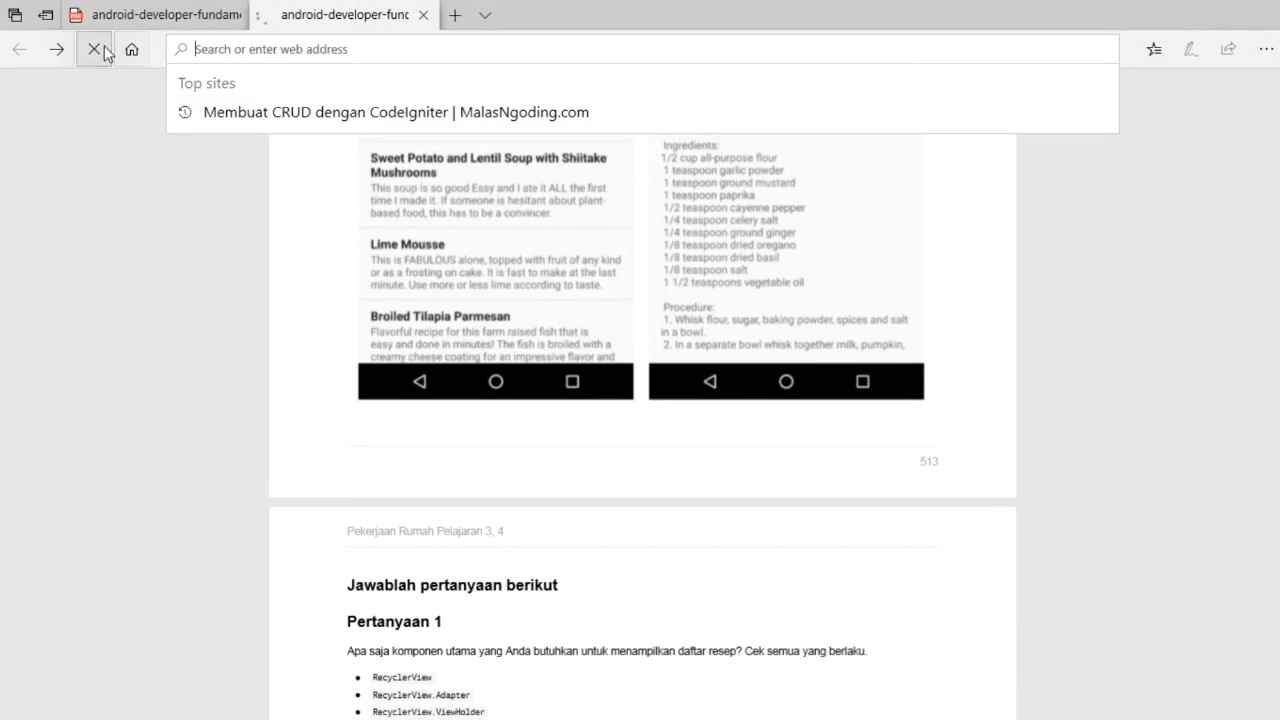 android-developer-fundam
android-developer-func
Search or enter web address
Top sites
Membuat CRUD dengan CodeIgniter | MalasNgoding.com
Sweet Potato and Lentil Soup with Shiitake
Mushrooms
This soup is so good Essy and I ate it ALL the first
time I made it. If someone is hesitant about plant-
based food, this has to be a convincer.
Lime Mousse
This is FABULOUS alone, topped with fruit of any kind
or as a frosting on cake. It is fast to make at the last
minute. Use more or less lime according to taste.
Broiled Tilapia Parmesan
Flavorful recipe for this farm raised fish that is
easy and done in minutes! The fish is broiled with a
creamy cheese coating for an impressive flavor and
Ingredients:
1/2 cup all-purpose flour
1 teaspoon garlic powder
1 teaspoon ground mustard
1 teaspoon paprika
1/2 teaspoon cayenne pepper
1/4 teaspoon celery salt
1/4 teaspoon ground ginger
1/8 teaspoon dried oregano
1/8 teaspoon dried basil
1/8 teaspoon salt
1 1/2 teaspoons vegetable oil
Procedure:
1. Whisk flour, sugar, baking powder, spices and salt
in a bowl.
2. In a separate bowl whisk together milk, pumpkin,
513
Pekerjaan Rumah Pelajaran 3, 4
Jawablah pertanyaan berikut
Pertanyaan 1
Apa saja komponen utama yang Anda butuhkan untuk menampilkan daftar resep? Cek semua yang berlaku.
RecyclerView
RecyclerView.Adapter
RecyclerView.ViewHolder